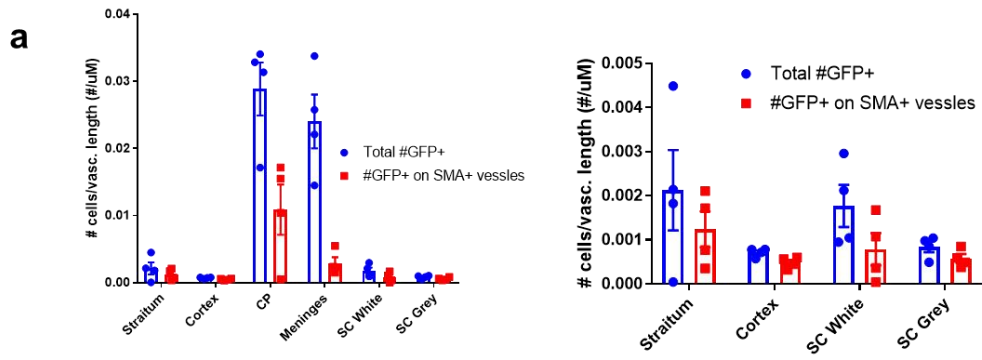 a
# cells/vasc. length (#/uM)
0.04
0.03
0.02
0.01
0.00
Total #GFP+
#GFP+ on SMA+ vessles
Straitum
Cortex
CP
Meninges
SC White
SC Grey
# cells/vasc. length (#/uM)
0.005
0.004
0.003
0.002
0.001
0.000
Total #GFP+
#GFP+ on SMA+ vessles
Straitum
Cortex
SC White
SC Grey